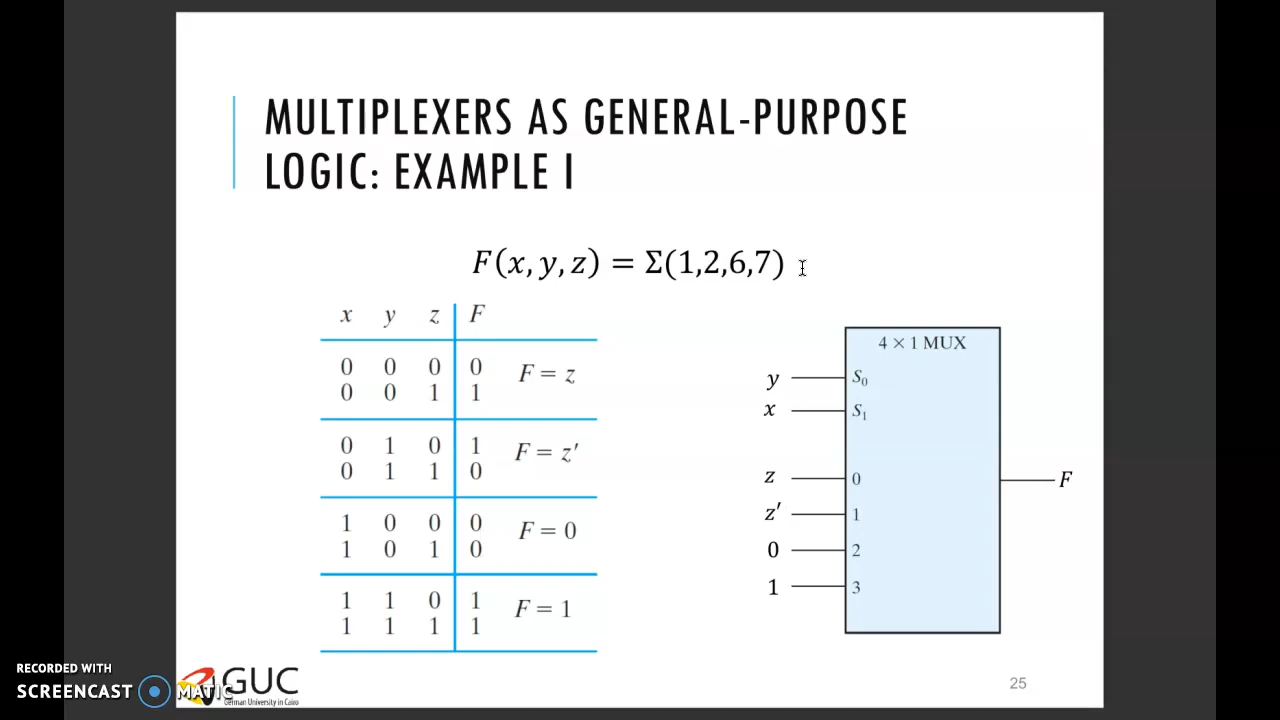 MULTIPLEXERS AS GENERAL-PURPOSE
LOGIC: EXAMPLE I
F(x, y, z) = Σ(1,2,6,7)
x y z F
0 0 0 0
0 0 1 1
F = z
0 1 0 1
0 1 1 0
F = z′
1 0 0 0
1 0 1 0
F = 0
1 1 0 1
1 1 1 1
F = 1
4 × 1 MUX
y S₀
x S₁
z 0
z′ 1
0 2
1 3
F
RECORDED WITH
SCREENCAST MATIC
GUC
German University in Cairo
25